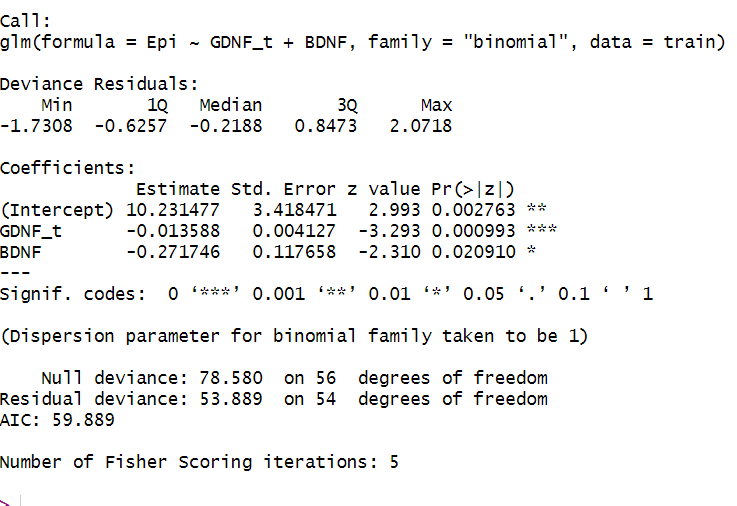 Call:
glm(formula = Epi ~ GDNF_t + BDNF, family = "binomial", data = train)
Deviance Residuals:
Min 1Q Median 3Q Max
-1.7308 -0.6257 -0.2188 0.8473 2.0718
Coefficients:
Estimate Std. Error z value Pr(>|z|)
(Intercept) 10.231477 3.418471 2.993 0.002763 **
GDNF_t -0.013588 0.004127 -3.293 0.000993 ***
BDNF -0.271746 0.117658 -2.310 0.020910 *
---
Signif. codes: 0 ‘***’ 0.001 ‘**’ 0.01 ‘*’ 0.05 ‘.’ 0.1 ‘ ’ 1
(Dispersion parameter for binomial family taken to be 1)
Null deviance: 78.580 on 56 degrees of freedom
Residual deviance: 53.889 on 54 degrees of freedom
AIC: 59.889
Number of Fisher Scoring iterations: 5
>